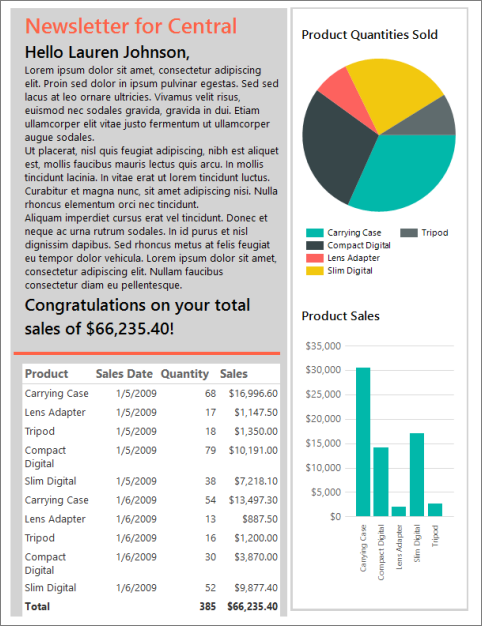 Newsletter for Central
Hello Lauren Johnson,
Lorem ipsum dolor sit amet, consectetur adipiscing
elit. Proin sed dolor in ipsum pulvinar egestas. Sed sed
lacus at leo ornare ultricies. Vivamus velit risus,
euismod nec sodales gravida, gravida in dui. Etiam
ullamcorper elit vitae justo fermentum ut ullamcorper
augue sodales.
Ut placerat, nisl quis feugiat adipiscing, nibh est aliquet
est, mollis faucibus mauris lectus quis arcu. In mollis
tincidunt lacinia. In vitae erat ut lorem tincidunt luctus.
Curabitur et magna nunc, sit amet adipiscing nisi. Nulla
rhoncus elementum orci nec tincidunt.
Aliquam imperdiet cursus erat vel tincidunt. Donec et
neque ac urna rutrum sodales. In id purus et nisl
dignissim dapibus. Sed rhoncus metus at felis feugiat
eu tempor dolor vehicula. Lorem ipsum dolor sit amet,
consectetur adipiscing elit. Nullam faucibus
consectetur diam eu pellentesque.
Congratulations on your total
sales of $66,235.40!
Product Sales Date Quantity Sales
Carrying Case 1/5/2009 68 $16,996.60
Lens Adapter 1/5/2009 17 $1,147.50
Tripod 1/5/2009 18 $1,350.00
Compact 1/5/2009 79 $10,191.00
Digital
Slim Digital 1/5/2009 38 $7,218.10
Carrying Case 1/6/2009 54 $13,497.30
Lens Adapter 1/6/2009 13 $887.50
Tripod 1/6/2009 16 $1,200.00
Compact 1/6/2009 30 $3,870.00
Digital
Slim Digital 1/6/2009 52 $9,877.40
Total 385 $66,235.40
Product Quantities Sold
Carrying Case Tripod
Compact Digital
Lens Adapter
Slim Digital
Product Sales
$35,000
$30,000
$25,000
$20,000
$15,000
$10,000
$5,000
$0
Carrying Case
Compact Digital
Lens Adapter
Slim Digital
Tripod